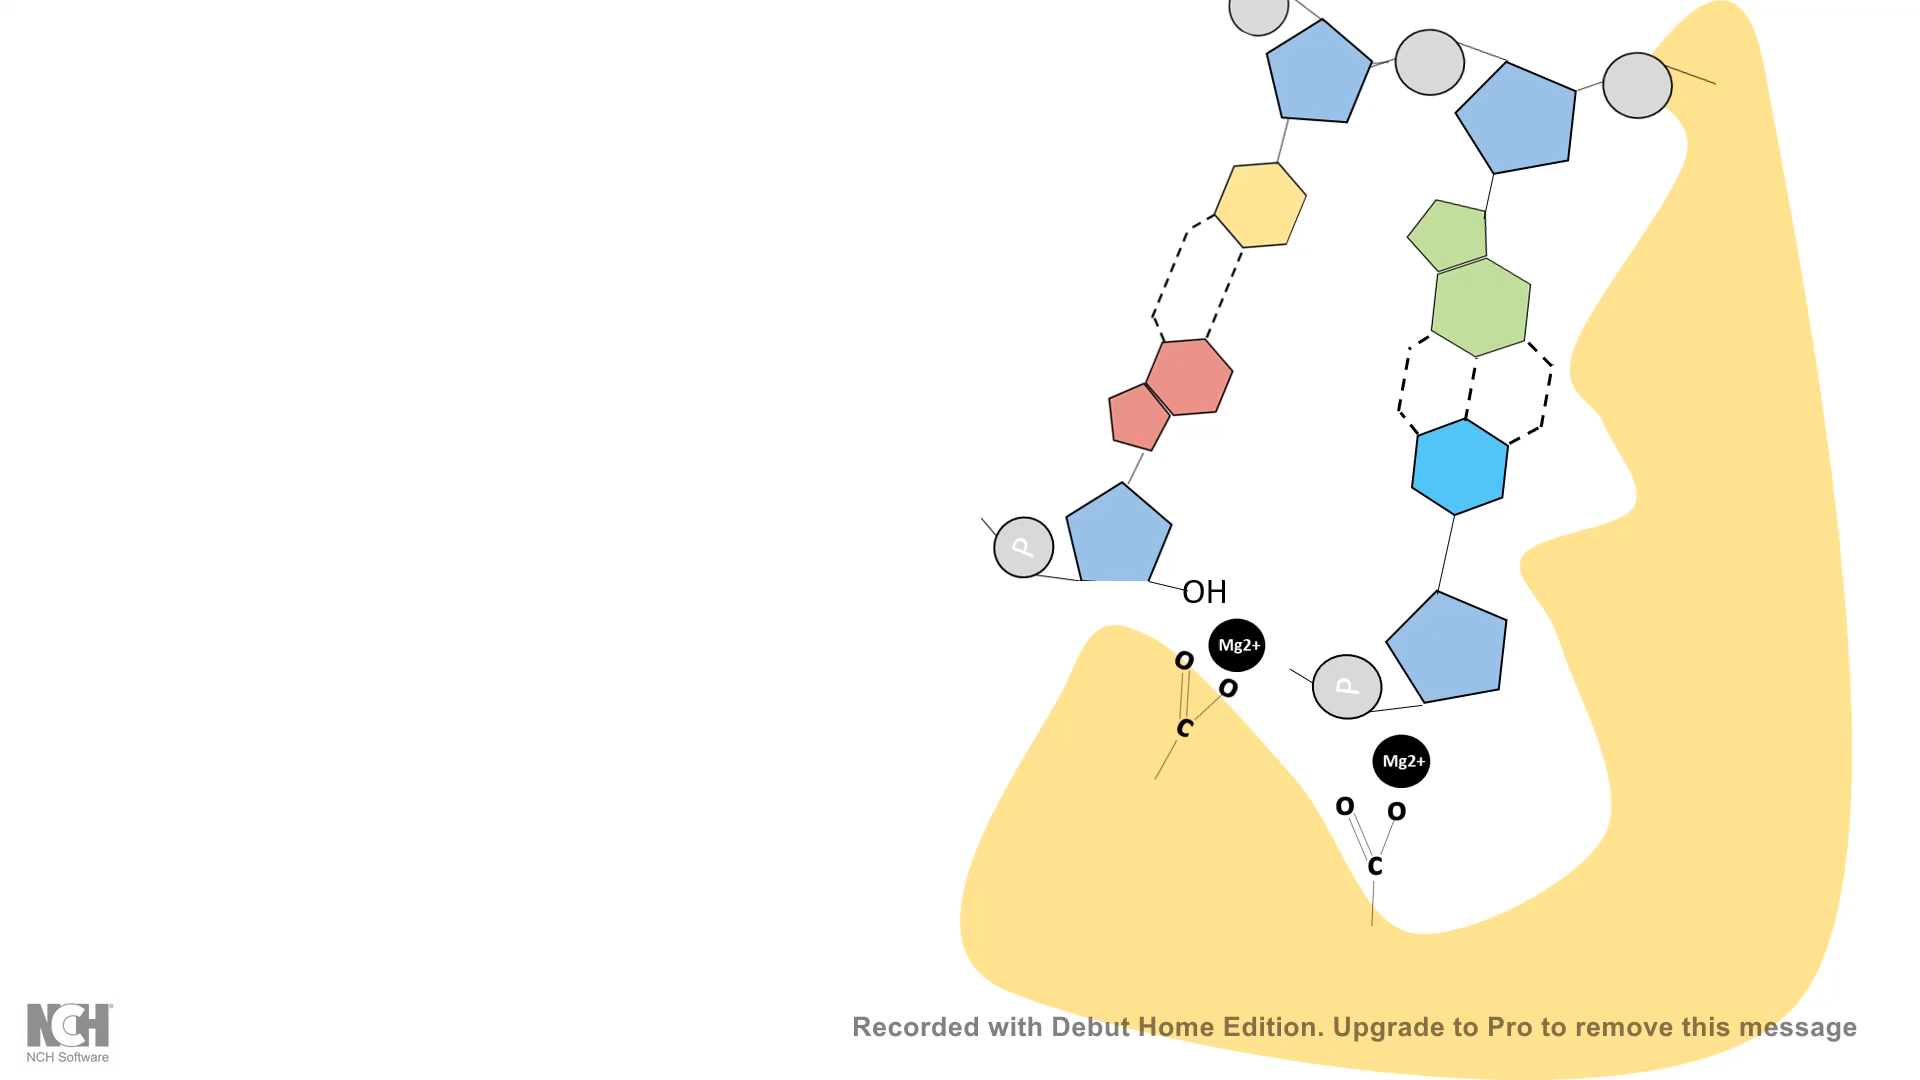 P
OH
Mg2+
O
O
P
C
Mg2+
O
O
C
NCH
NCH Software
Recorded with Debut Home Edition. Upgrade to Pro to remove this message